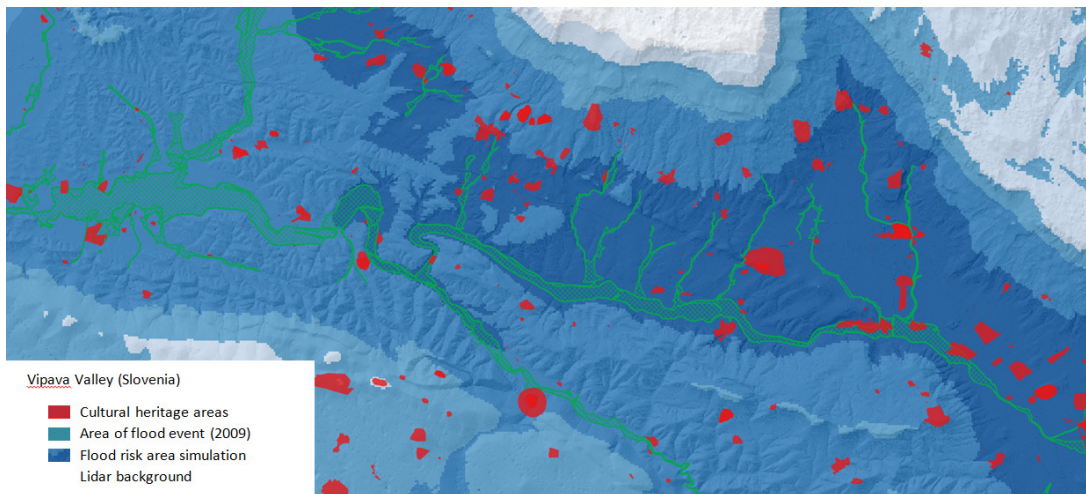 Vipava Valley (Slovenia)
Cultural heritage areas
Area of flood event (2009)
Flood risk area simulation
Lidar background